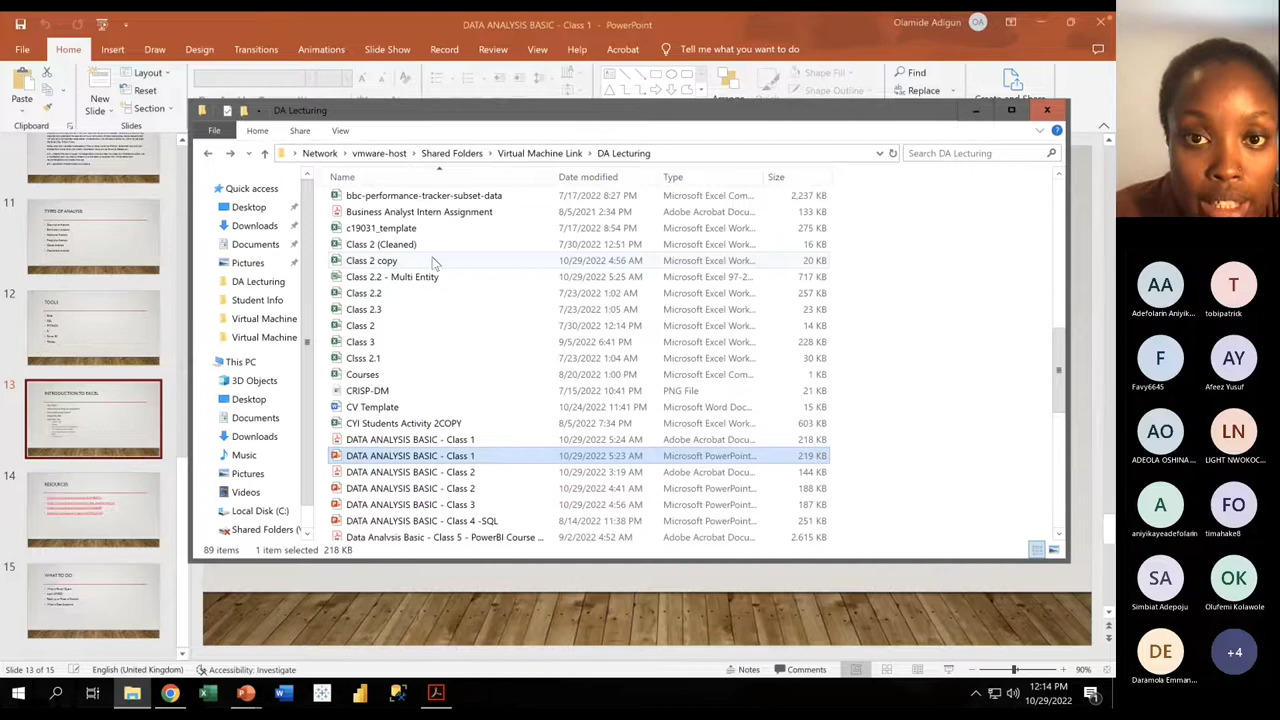 DATA ANALYSIS BASIC - Class 1 - PowerPoint
Olamide Adigun
OA
File
Home
Insert
Draw
Design
Transitions
Animations
Slide Show
Record
Review
View
Help
Acrobat
Tell me what you want to do
Paste
New
Slide
Layout
Reset
Section
Clipboard
Slides
Arrange
Shape Fill
Shape Outline
Find
Replace
DA Lecturing
File
Home
Share
View
Network
vmware-host
Shared Folders
Virtual Machine Link
DA Lecturing
Search DA Lecturing
Name
Date modified
Type
Size
Quick access
Desktop
Downloads
Documents
Pictures
DA Lecturing
Student Info
Virtual Machine
Virtual Machine
This PC
3D Objects
Desktop
Documents
Downloads
Music
Pictures
Videos
Local Disk (C:)
Shared Folders (
bbc-performance-tracker-subset-data 7/17/2022 8:27 PM Microsoft Excel Com... 2,237 KB
Business Analyst Intern Assignment 8/5/2021 2:34 PM Adobe Acrobat Docu... 133 KB
c19031_template 7/17/2022 8:54 PM Microsoft Excel Work... 275 KB
Class 2 (Cleaned) 7/30/2022 12:51 PM Microsoft Excel Work... 16 KB
Class 2 copy 10/29/2022 4:56 AM Microsoft Excel Work... 20 KB
Class 2.2 - Multi Entity 10/29/2022 5:25 AM Microsoft Excel 97-2... 717 KB
Class 2.2 7/23/2022 1:02 AM Microsoft Excel Work... 257 KB
Class 2.3 7/23/2022 1:05 AM Microsoft Excel Work... 23 KB
Class 2 7/30/2022 12:14 PM Microsoft Excel Work... 14 KB
Class 3 9/5/2022 6:41 PM Microsoft Excel Work... 228 KB
Clsss 2.1 7/23/2022 1:04 AM Microsoft Excel Work... 30 KB
Courses 8/20/2022 1:00 PM Microsoft Excel Com... 1 KB
CRISP-DM 7/15/2022 10:41 PM PNG File 21 KB
CV Template 10/24/2022 11:41 PM Microsoft Word Doc... 15 KB
CYI Students Activity 2COPY 8/5/2022 7:34 PM Microsoft Excel Work... 603 KB
DATA ANALYSIS BASIC - Class 1 10/29/2022 5:24 AM Adobe Acrobat Docu... 218 KB
DATA ANALYSIS BASIC - Class 1 10/29/2022 5:23 AM Microsoft PowerPoint... 219 KB
DATA ANALYSIS BASIC - Class 2 10/29/2022 3:19 AM Adobe Acrobat Docu... 144 KB
DATA ANALYSIS BASIC - Class 2 10/29/2022 4:41 AM Microsoft PowerPoint... 188 KB
DATA ANALYSIS BASIC - Class 3 10/29/2022 4:56 AM Microsoft PowerPoint... 187 KB
DATA ANALYSIS BASIC - Class 4 -SQL 8/14/2022 11:38 PM Microsoft PowerPoint... 251 KB
Data Analysis Basic - Class 5 - PowerBI Course ... 9/2/2022 4:52 AM Adobe Acrobat Docu... 2,615 KB
89 items
1 item selected 218 KB
11
TYPES OF ANALYSIS
12
TOOLS
13
INTRODUCTION TO EXCEL
14
RESOURCES
15
WHAT TO DO
Slide 13 of 15
English (United Kingdom)
Accessibility: Investigate
Notes
Comments
90%
12:14 PM
10/29/2022
AA
Adefolarin Aniyik...
T
tobipatrick
F
Favy6645
AY
Afeez Yusuf
AO
ADEOLA OSHINA...
LN
LIGHT NWOKOC...
A
aniyikayeadefolarin
FO
timahake8
SA
Simbiat Adepoju
OK
Olufemi Kolawole
DE
Daramola Emman...
+4